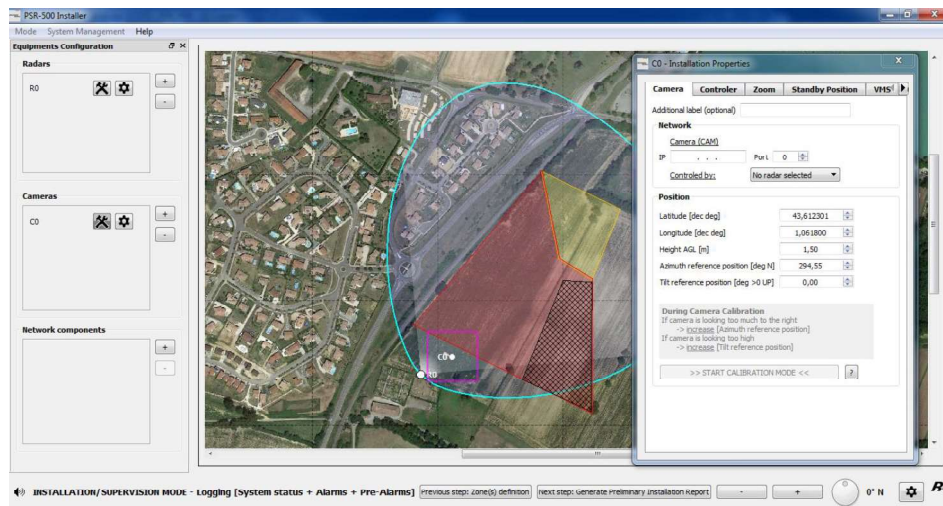 PSR-500 Installer
Mode System Management Help
Equipments Configuration
Radars
R0
+
-
Cameras
C0
+
-
Network components
+
-
C0
R0
C0 - Installation Properties
Camera Controler Zoom Standby Position VMS
Additional label (optional)
Network
Camera (CAM)
IP . . . Port 0
Controled by: No radar selected
Position
Latitude [dec deg] 43,612301
Longitude [dec deg] 1,061800
Height AGL [m] 1,50
Azimuth reference position [deg N] 294,55
Tilt reference position [deg >0 UP] 0,00
During Camera Calibration
If camera is looking too much to the right
-> increase [Azimuth reference position]
If camera is looking too high
-> increase [Tilt reference position]
>> START CALIBRATION MODE << ?
INSTALLATION/SUPERVISION MODE - Logging [System status + Alarms + Pre-Alarms] Previous step: Zone(s) definition Next step: Generate Preliminary Installation Report - + 0° N